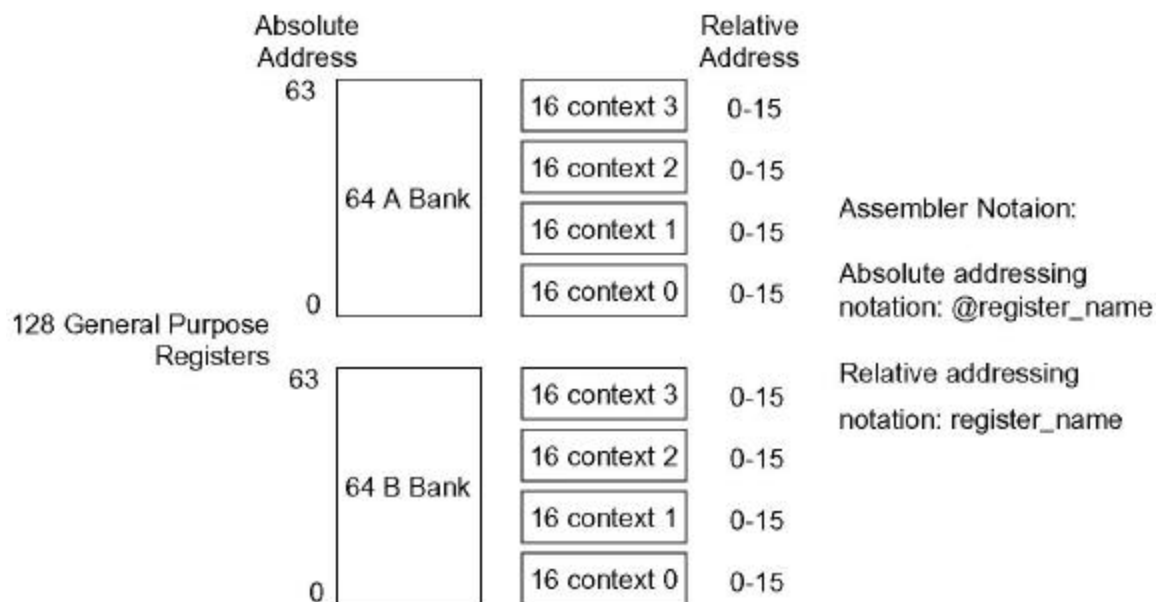 Absolute
Address
Relative
Address
63
16 context 3
0-15
16 context 2
0-15
64 A Bank
16 context 1
0-15
0
16 context 0
0-15
128 General Purpose
Registers
63
16 context 3
0-15
16 context 2
0-15
64 B Bank
16 context 1
0-15
0
16 context 0
0-15
Assembler Notaion:
Absolute addressing
notation: @register_name
Relative addressing
notation: register_name